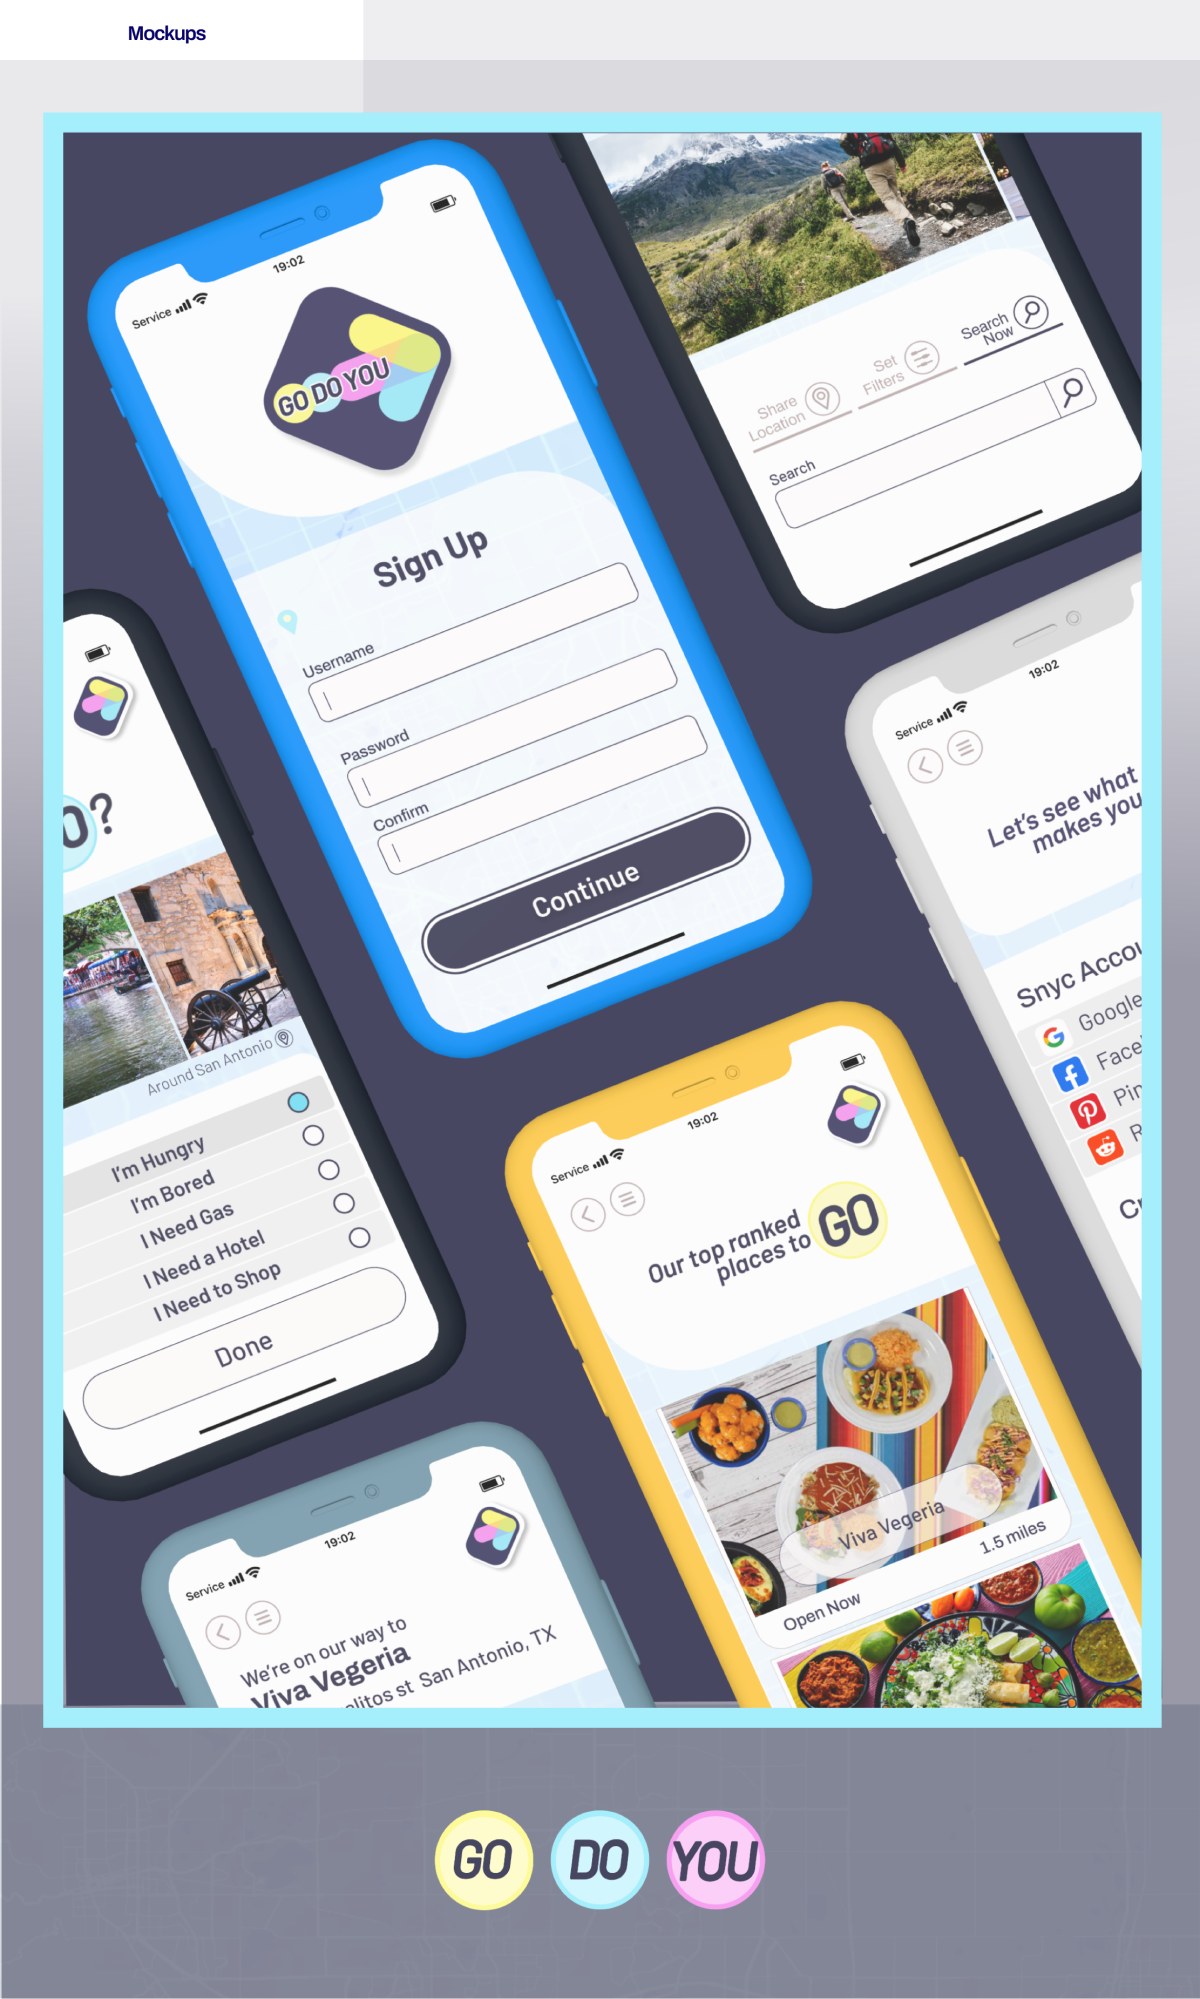 Mockups
19:02
Service
GO DO YOU
Sign Up
Username
Password
Confirm
Continue
Share
Location
Set
Filters
Search
Now
Search
O?
Around San Antonio
I'm Hungry
I'm Bored
I Need Gas
I Need a Hotel
I Need to Shop
Done
19:02
Service
Let's see what
makes you
Snyc Accou
Google
Face
Pin
R
Cr
19:02
Service
Our top ranked
places to GO
Viva Vegeria
1.5 miles
Open Now
19:02
Service
We're on our way to
Viva Vegeria
olitos st San Antonio, TX
GO DO YOU